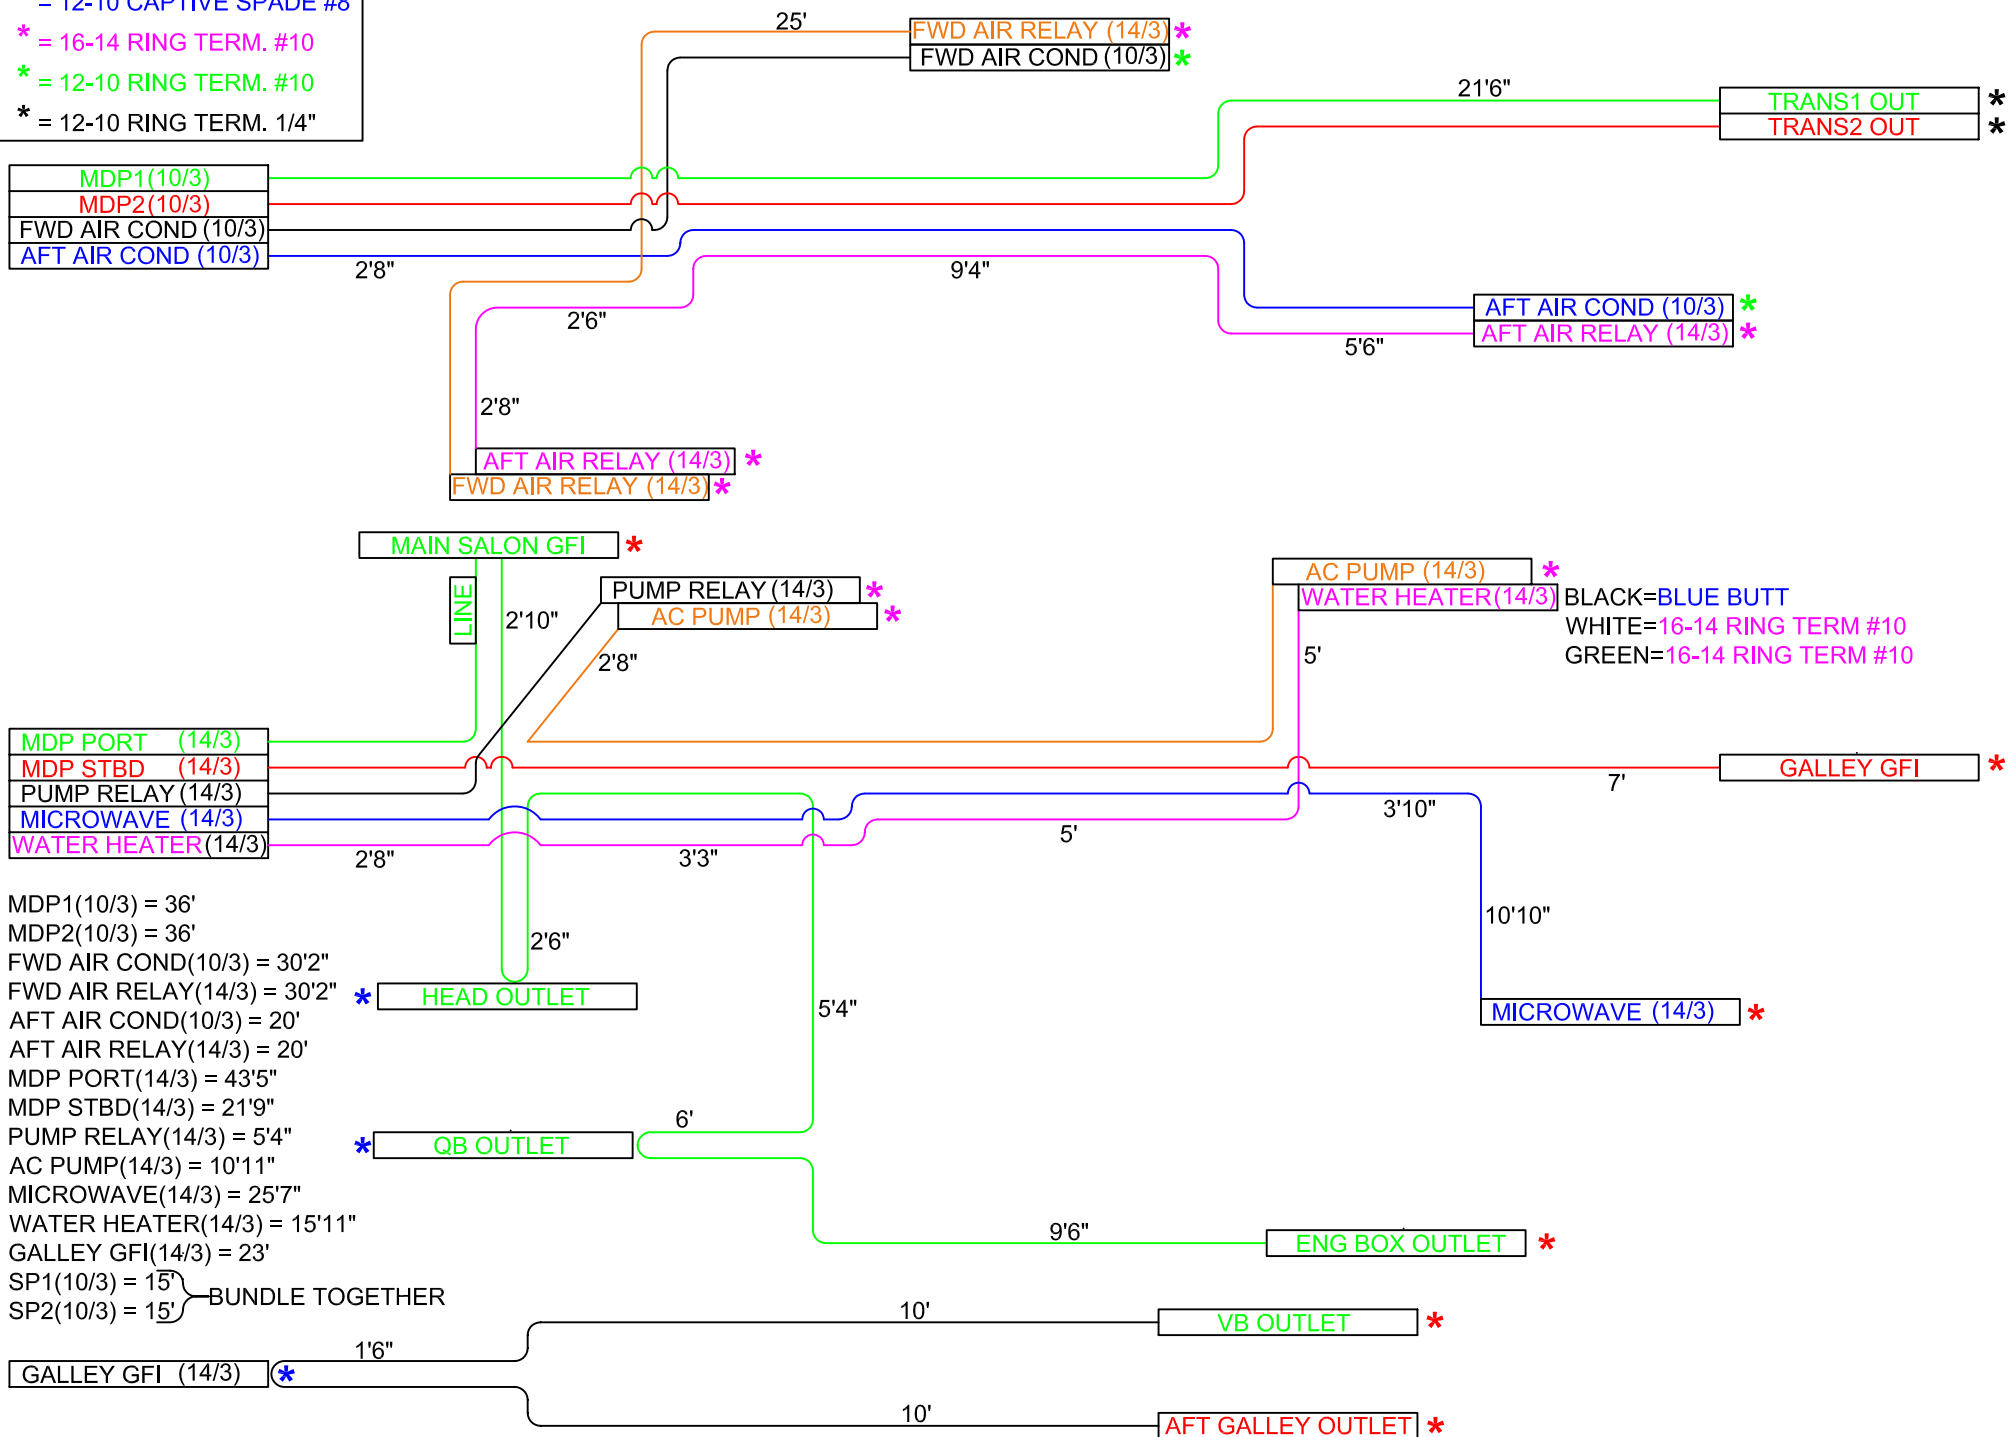 = 12-10 CAPTIVE SPADE #8
* = 16-14 RING TERM. #10
* = 12-10 RING TERM. #10
* = 12-10 RING TERM. 1/4"
25'
FWD AIR RELAY (14/3) *
FWD AIR COND (10/3) *
21'6"
TRANS1 OUT *
TRANS2 OUT *
MDP1(10/3)
MDP2(10/3)
FWD AIR COND (10/3)
AFT AIR COND (10/3)
2'8"
9'4"
2'6"
AFT AIR COND (10/3) *
AFT AIR RELAY (14/3) *
5'6"
2'8"
AFT AIR RELAY (14/3) *
FWD AIR RELAY (14/3) *
MAIN SALON GFI *
LINE
2'10"
PUMP RELAY (14/3) *
AC PUMP (14/3) *
2'8"
AC PUMP (14/3) *
WATER HEATER(14/3)
BLACK=BLUE BUTT
WHITE=16-14 RING TERM #10
GREEN=16-14 RING TERM #10
5'
MDP PORT (14/3)
MDP STBD (14/3)
PUMP RELAY (14/3)
MICROWAVE (14/3)
WATER HEATER(14/3)
GALLEY GFI *
7'
3'10"
5'
3'3"
2'8"
10'10"
2'6"
5'4"
* HEAD OUTLET
MICROWAVE (14/3) *
6'
* QB OUTLET
9'6"
ENG BOX OUTLET *
MDP1(10/3) = 36'
MDP2(10/3) = 36'
FWD AIR COND(10/3) = 30'2"
FWD AIR RELAY(14/3) = 30'2"
AFT AIR COND(10/3) = 20'
AFT AIR RELAY(14/3) = 20'
MDP PORT(14/3) = 43'5"
MDP STBD(14/3) = 21'9"
PUMP RELAY(14/3) = 5'4"
AC PUMP(14/3) = 10'11"
MICROWAVE(14/3) = 25'7"
WATER HEATER(14/3) = 15'11"
GALLEY GFI(14/3) = 23'
SP1(10/3) = 15'
SP2(10/3) = 15'
BUNDLE TOGETHER
10'
VB OUTLET *
1'6"
GALLEY GFI (14/3) *
10'
AFT GALLEY OUTLET *